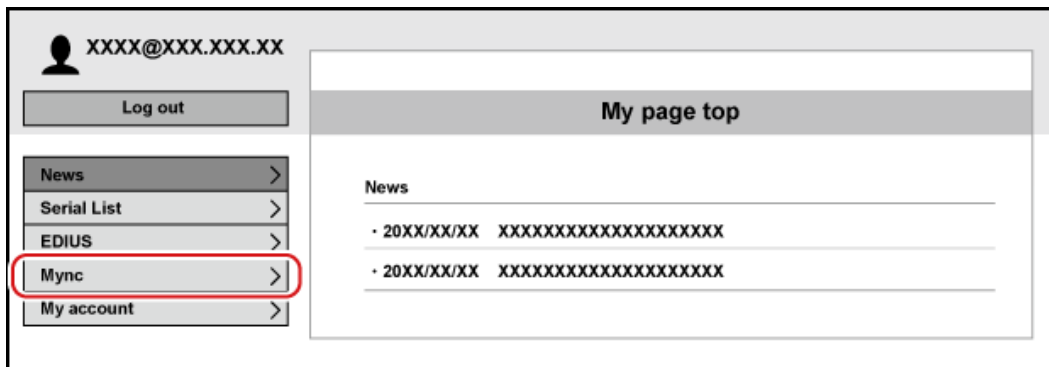 XXXX@XXX.XXX.XX
Log out
News
Serial List
EDIUS
Mync
My account
My page top
News
・20XX/XX/XX XXXXXXXXXXXXXXXXXXXX
・20XX/XX/XX XXXXXXXXXXXXXXXXXXXX